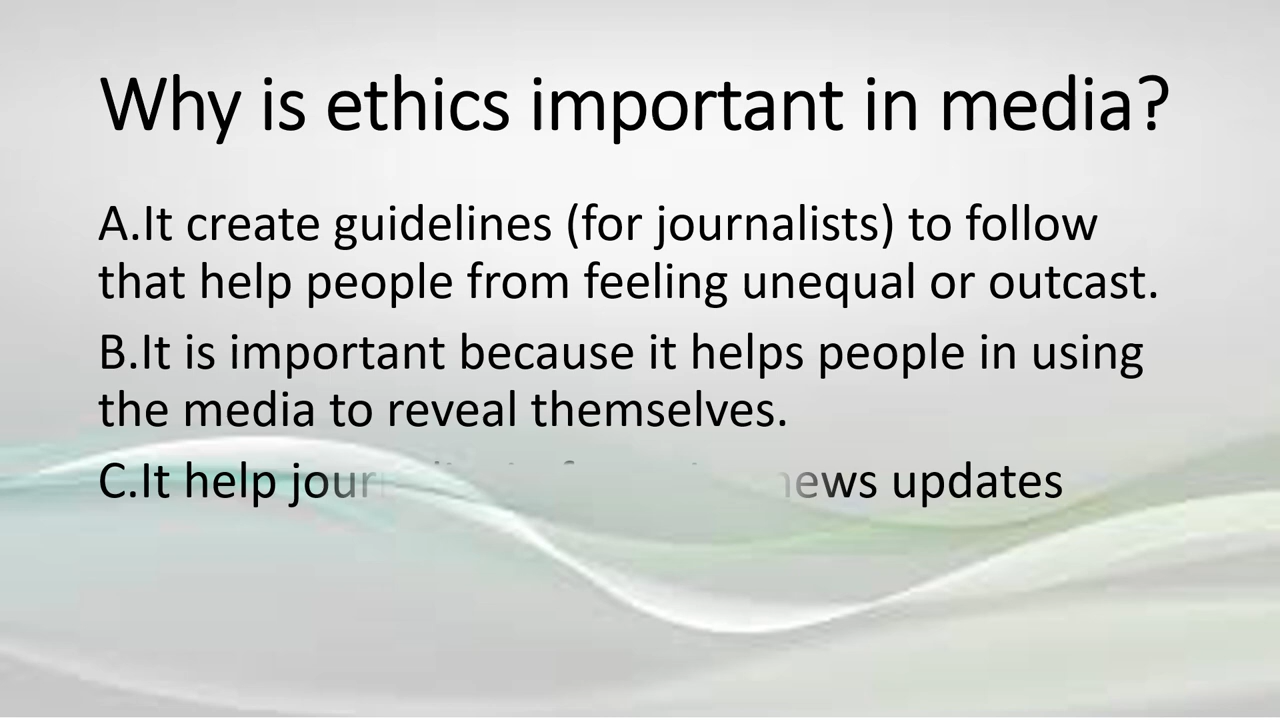 Why is ethics important in media?
A.It create guidelines (for journalists) to follow
that help people from feeling unequal or outcast.
B.It is important because it helps people in using
the media to reveal themselves.
C.It help news updates